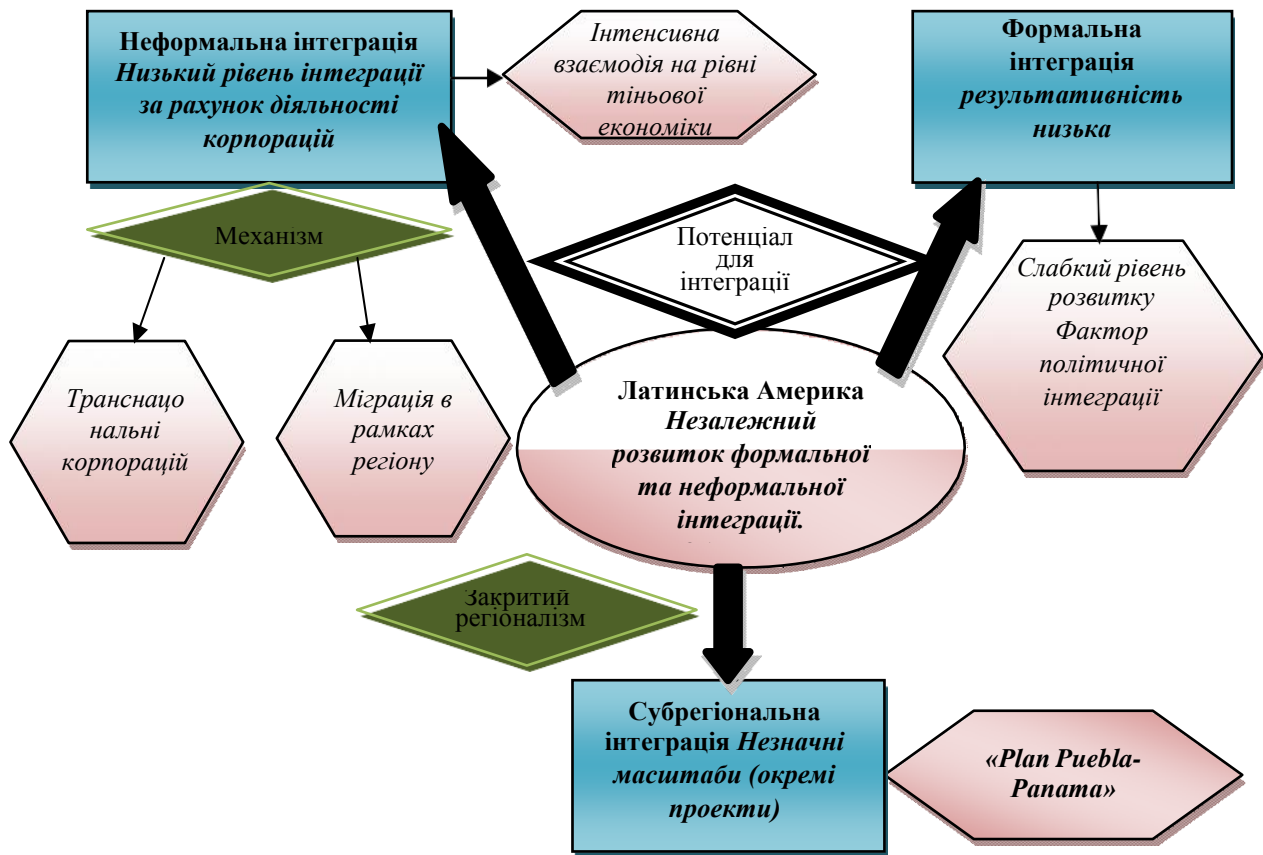 Неформальна інтеграція
Низький рівень інтеграції
за рахунок діяльності
корпорацій
Інтенсивна
взаємодія на рівні
тіньової
економіки
Формальна
інтеграція
результативність
низька
Механізм
Потенціал
для
інтеграції
Слабкий рівень
розвитку
Фактор
політичної
інтеграції
Транснацо
нальні
корпорацій
Міграція в
рамках
регіону
Латинська Америка
Незалежний
розвиток формальної
та неформальної
інтеграції.
Закритий
регіоналізм
Субрегіональна
інтеграція Незначні
масштаби (окремі
проекти)
«Plan Puebla-
Panama»